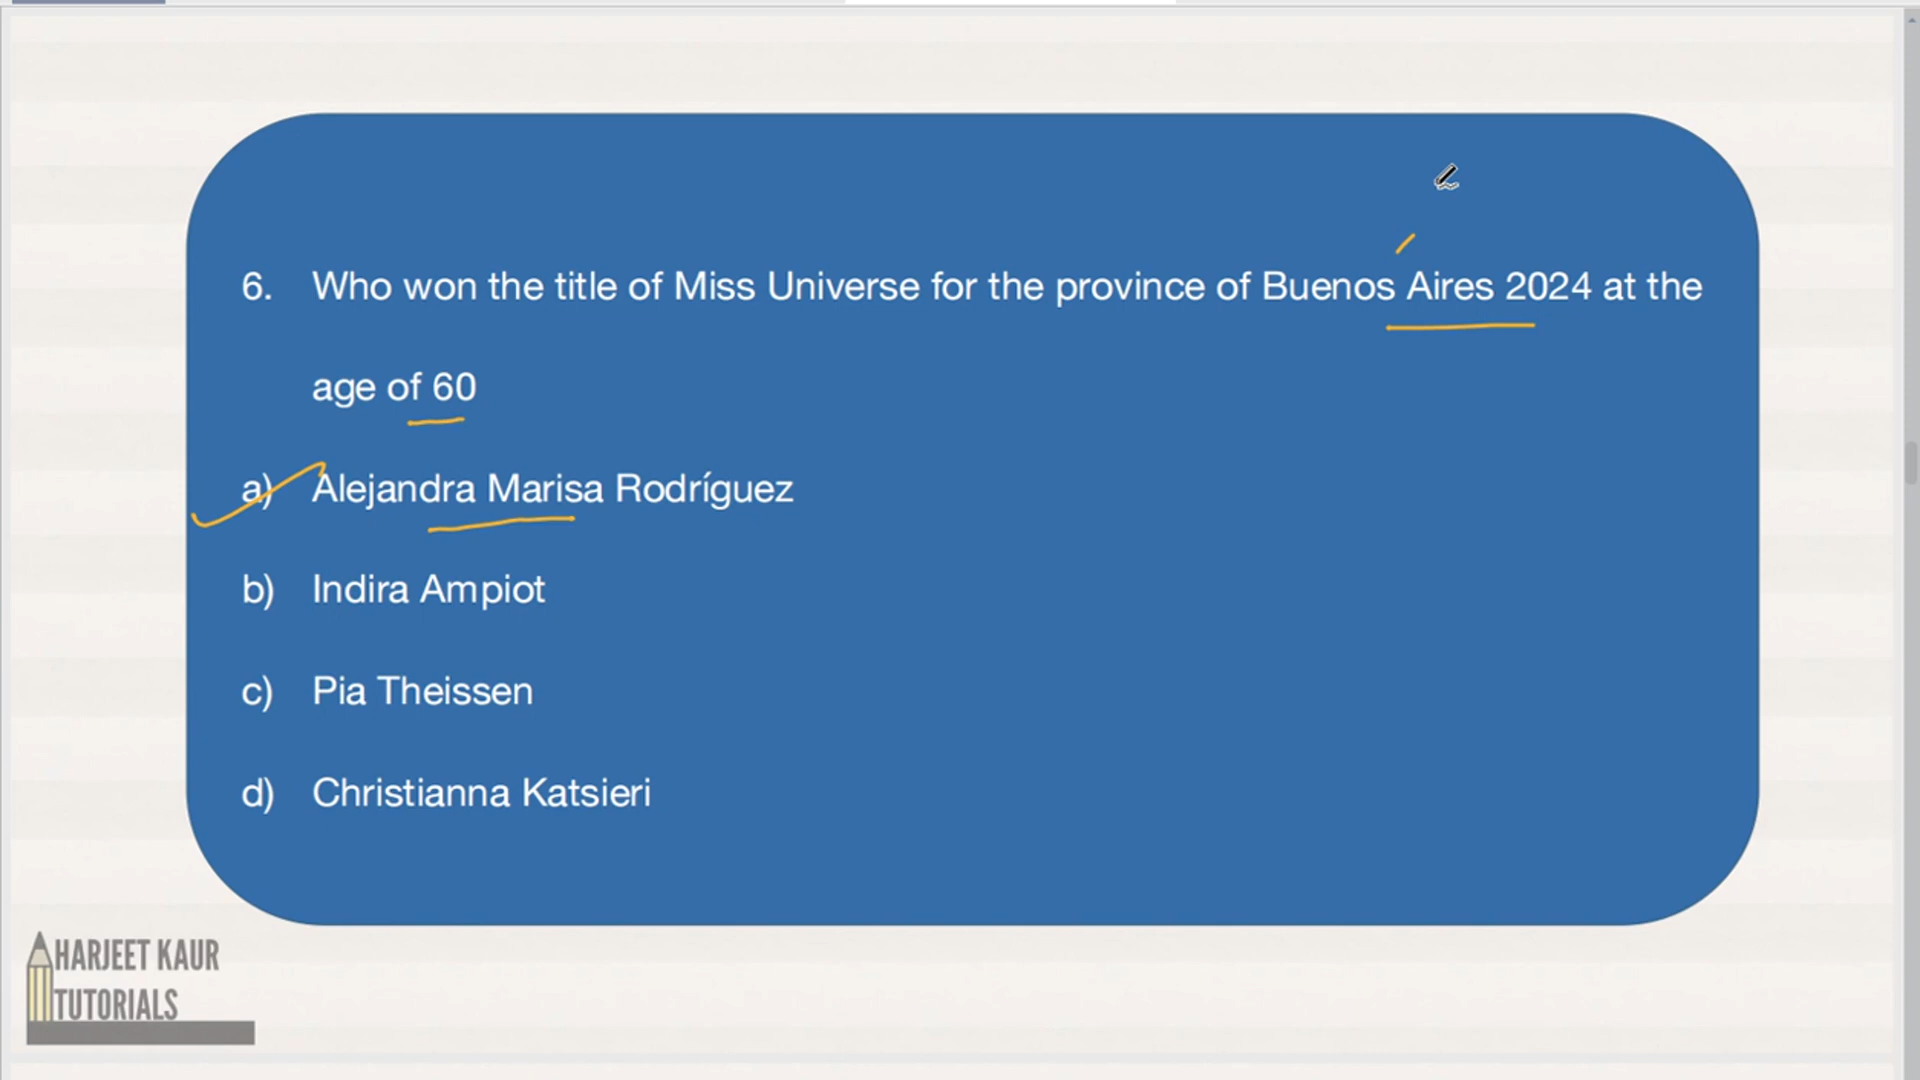 6. Who won the title of Miss Universe for the province of Buenos Aires 2024 at the
age of 60
a) Alejandra Marisa Rodríguez
b) Indira Ampiot
c) Pia Theissen
d) Christianna Katsieri
HARJEET KAUR
TUTORIALS